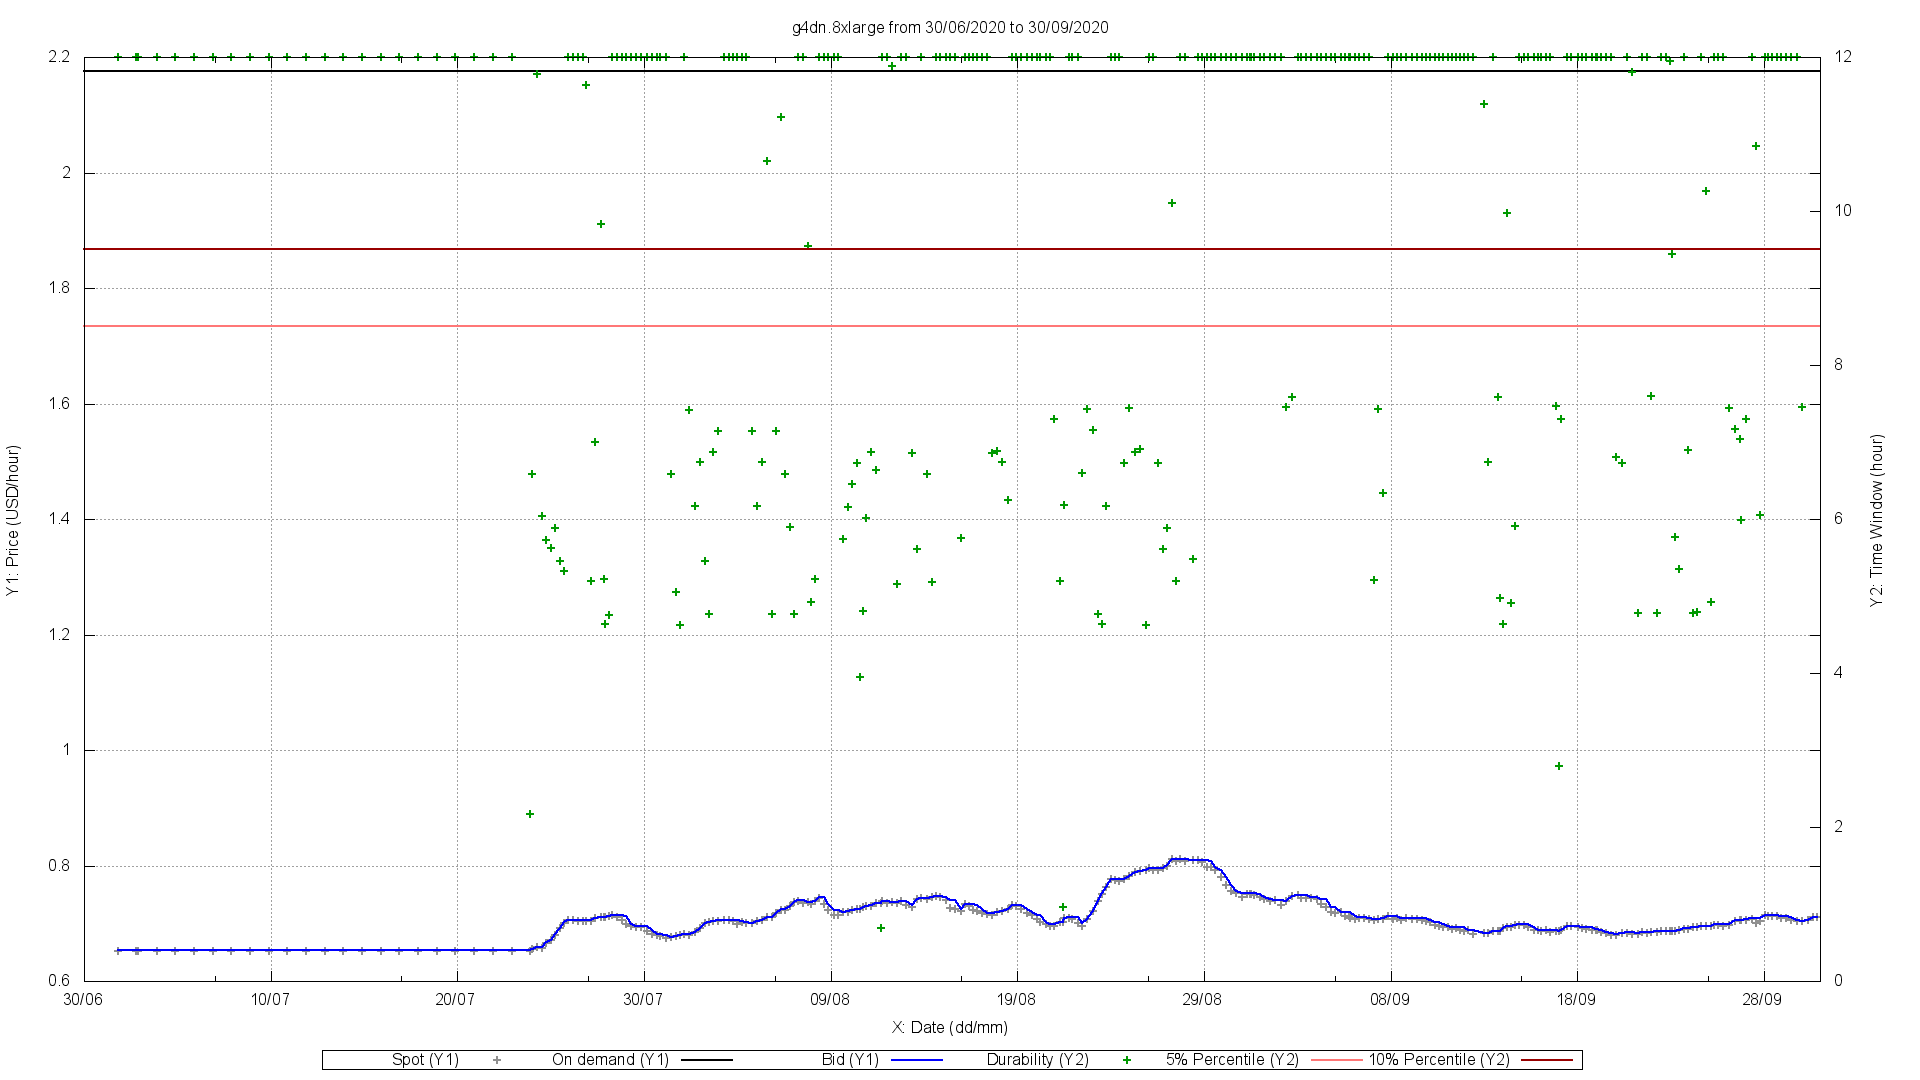 g4dn.8xlarge from 30/06/2020 to 30/09/2020
2.2
2
1.8
1.6
1.4
1.2
1
0.8
0.6
12
10
8
6
4
2
0
Y1: Price (USD/hour)
Y2: Time Window (hour)
30/06 10/07 20/07 30/07 09/08 19/08 29/08 08/09 18/09 28/09
X: Date (dd/mm)
Spot (Y1) On demand (Y1) Bid (Y1) Durability (Y2) 5% Percentile (Y2) 10% Percentile (Y2)